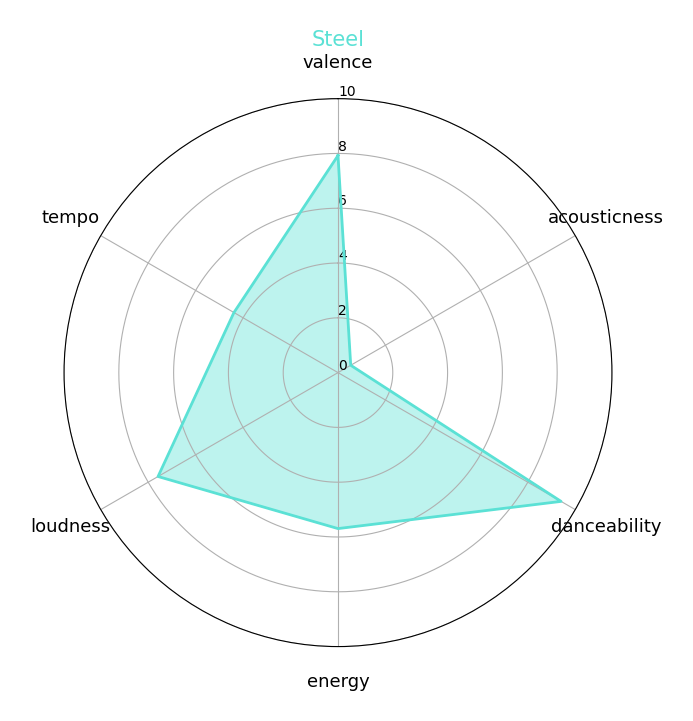 Steel
valence
10
8
6
4
2
0
tempo
acousticness
loudness
danceability
energy